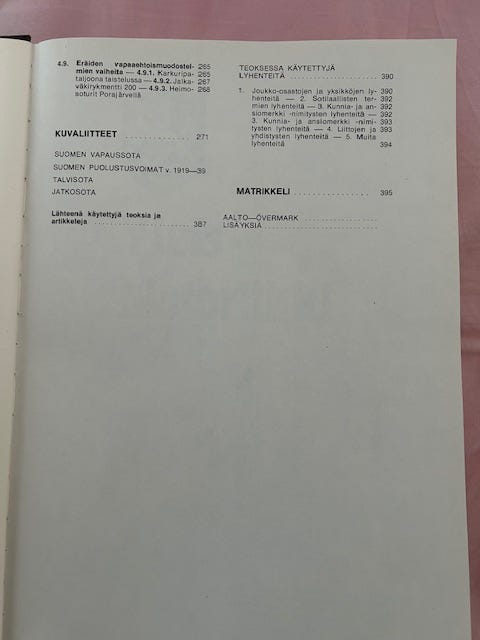 4.9. Eräiden vapaaehtoismuodostel- 265
mien vaiheita — 4.9.1. Karkuripa- 265
taljoona taistelussa — 4.9.2. Jalka- 267
väkirykmentti 200 — 4.9.3. Heimo- 268
soturit Porajärvellä
KUVALIITTEET .................. 271
SUOMEN VAPAUSSOTA
SUOMEN PUOLUSTUSVOIMAT v. 1919—39
TALVISOTA
JATKOSOTA
Lähteenä käytettyjä teoksia ja
artikkeleja ........................ 387
TEOKSESSA KÄYTETTYJÄ
LYHENTEITÄ ........................ 390
1. Joukko-osastojen ja yksikköjen ly- 390
henteitä — 2. Sotilaallisten ter- 392
mien lyhenteitä — 3. Kunnia- ja an- 392
siomerkki -nimitysten lyhenteitä — 392
3. Kunnia- ja ansiomerkki -nimi- 393
tysten lyhenteitä — 4. Liittojen ja 393
yhdistysten lyhenteitä — 5. Muita
lyhenteitä 394
MATRIKKELI .................... 395
AALTO—ÖVERMARK ..................
LISÄYKSIÄ ..............................